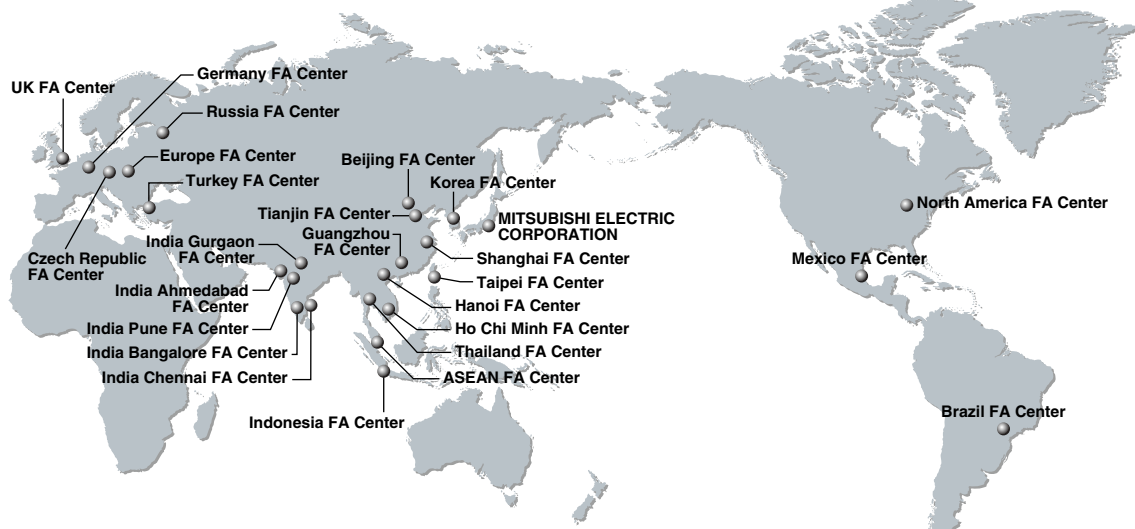 Germany FA Center
UK FA Center
Russia FA Center
Europe FA Center
Turkey FA Center
Czech Republic
FA Center
Beijing FA Center
Korea FA Center
Tianjin FA Center
MITSUBISHI ELECTRIC
CORPORATION
Guangzhou
FA Center
India Gurgaon
FA Center
Shanghai FA Center
Taipei FA Center
India Ahmedabad
FA Center
Hanoi FA Center
India Pune FA Center
Ho Chi Minh FA Center
India Bangalore FA Center
Thailand FA Center
India Chennai FA Center
ASEAN FA Center
Indonesia FA Center
North America FA Center
Mexico FA Center
Brazil FA Center